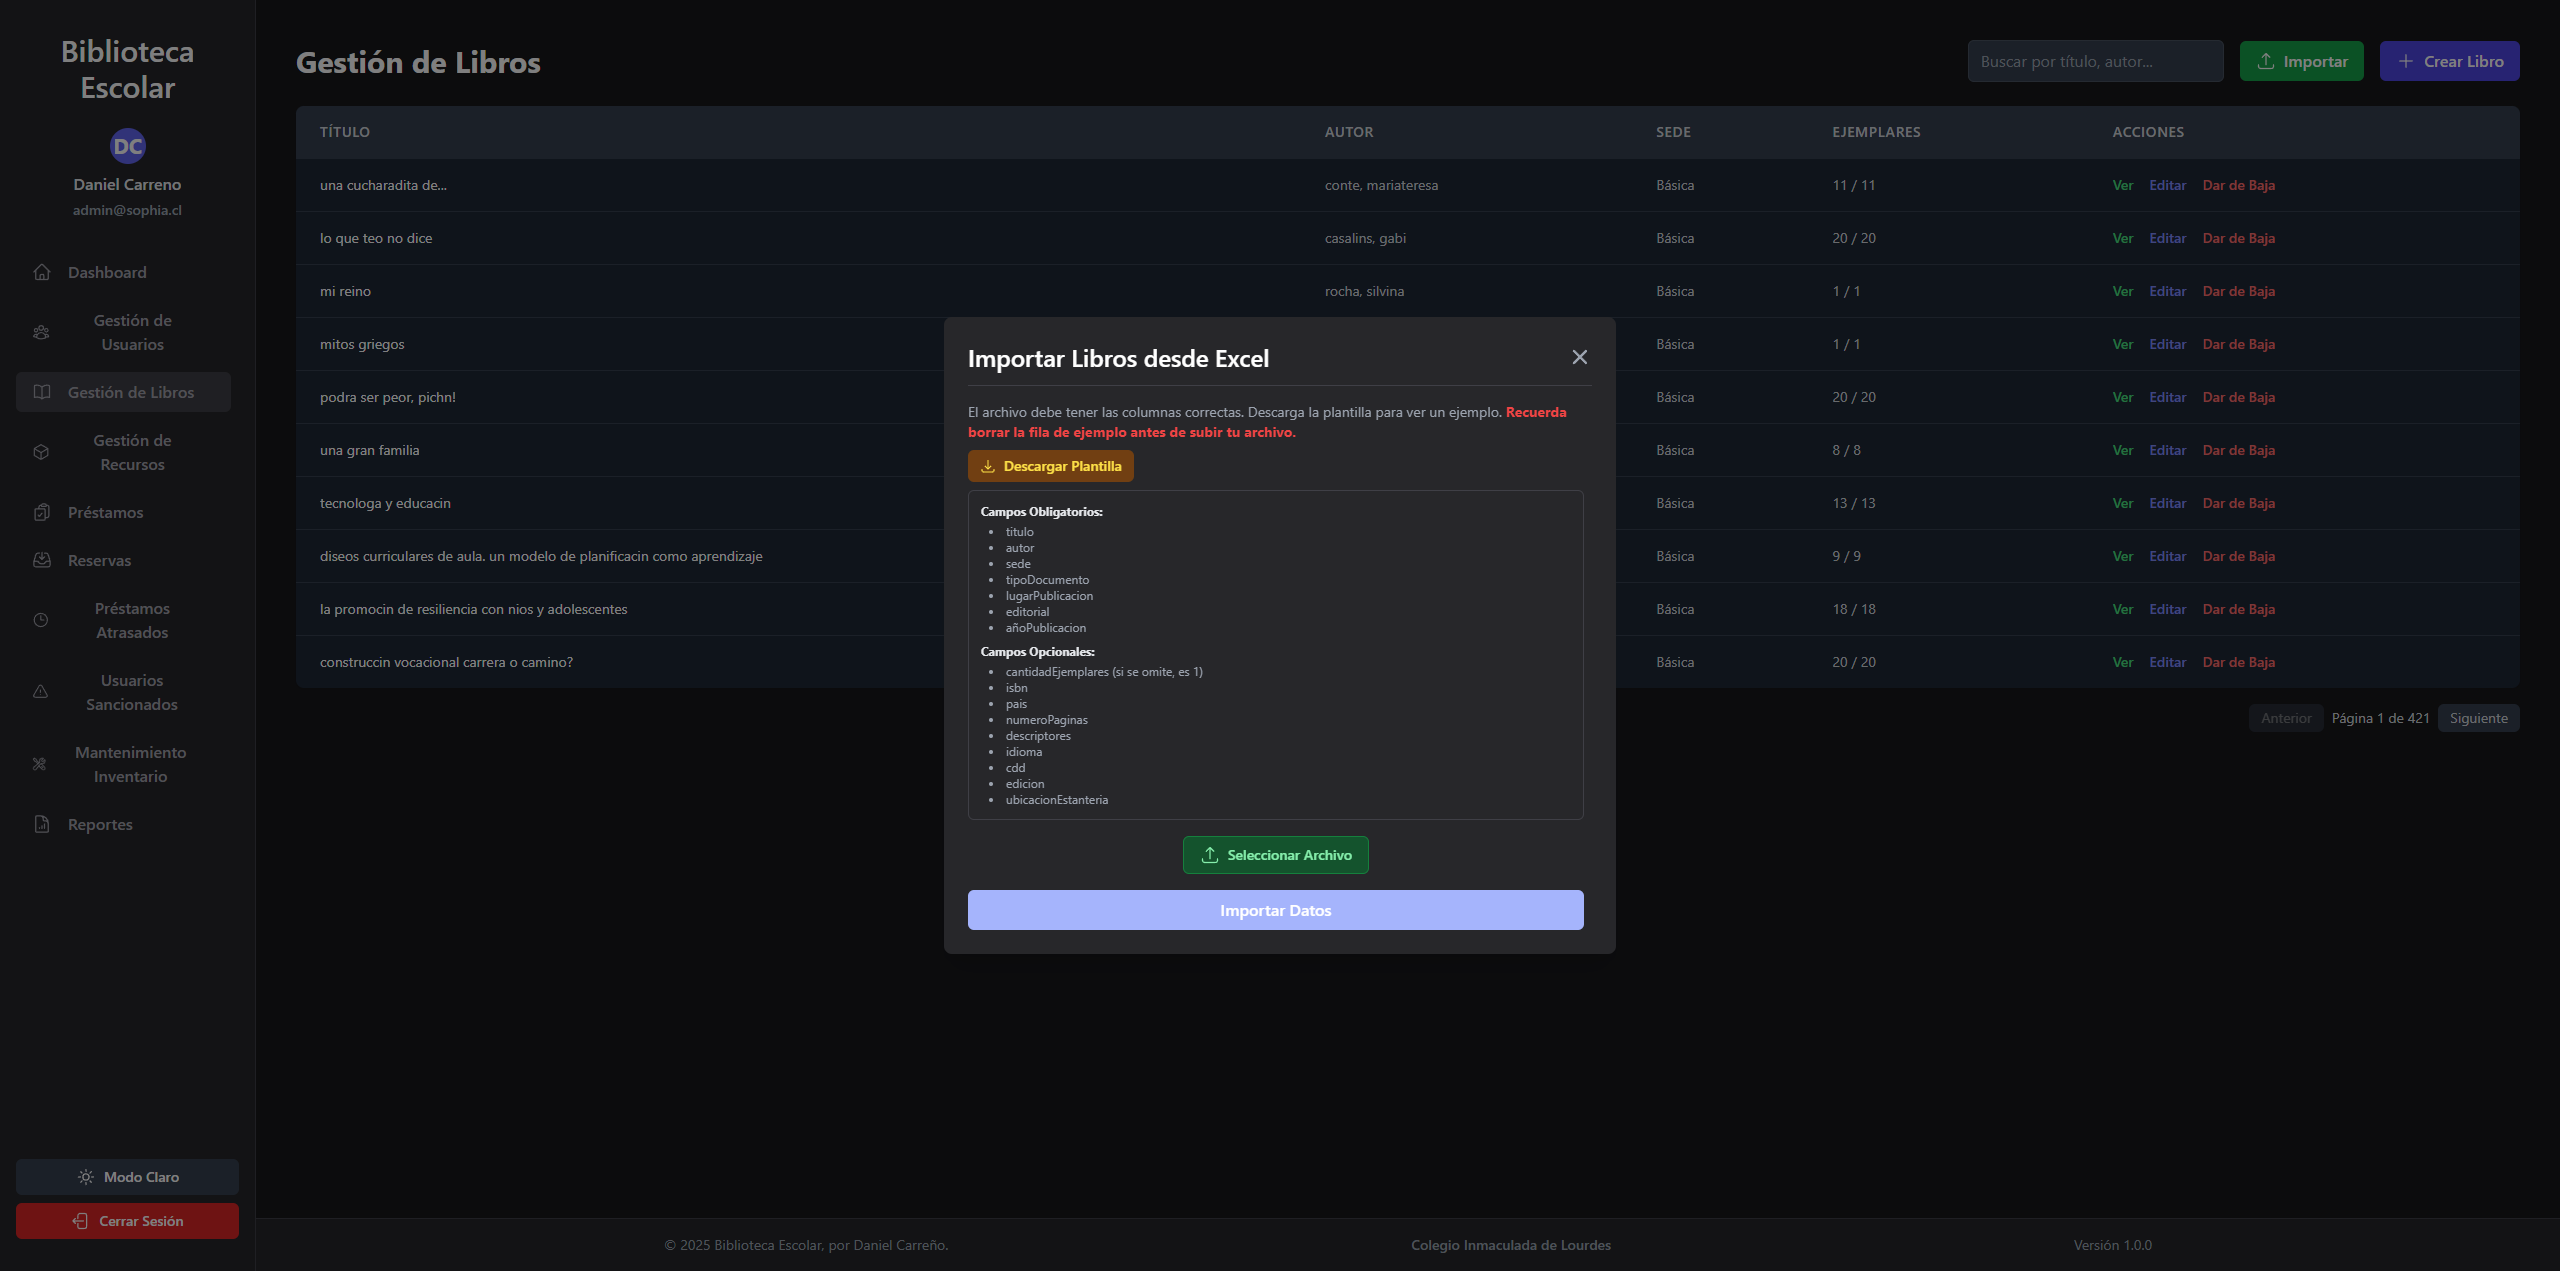 Biblioteca
Escolar
DC
Daniel Carreno
admin@sophia.cl
Dashboard
Gestión de
Usuarios
Gestión de Libros
Gestión de
Recursos
Préstamos
Reservas
Préstamos
Atrasados
Usuarios
Sancionados
Mantenimiento
Inventario
Reportes
Modo Claro
Cerrar Sesión
Gestión de Libros
Buscar por título, autor...
Importar
Crear Libro
TÍTULO AUTOR SEDE EJEMPLARES ACCIONES
una cucharadita de... conte, mariateresa Básica 11 / 11 Ver Editar Dar de Baja
lo que teo no dice casalins, gabi Básica 20 / 20 Ver Editar Dar de Baja
mi reino rocha, silvina Básica 1 / 1 Ver Editar Dar de Baja
mitos griegos Básica 1 / 1 Ver Editar Dar de Baja
podra ser peor, pichn! Básica 20 / 20 Ver Editar Dar de Baja
una gran familia Básica 8 / 8 Ver Editar Dar de Baja
tecnologa y educacin Básica 13 / 13 Ver Editar Dar de Baja
diseos curriculares de aula. un modelo de planificacin como aprendizaje Básica 9 / 9 Ver Editar Dar de Baja
la promocin de resiliencia con nios y adolescentes Básica 18 / 18 Ver Editar Dar de Baja
construccin vocacional carrera o camino? Básica 20 / 20 Ver Editar Dar de Baja
Anterior Página 1 de 421 Siguiente
Importar Libros desde Excel
El archivo debe tener las columnas correctas. Descarga la plantilla para ver un ejemplo. Recuerda
borrar la fila de ejemplo antes de subir tu archivo.
Descargar Plantilla
Campos Obligatorios:
• titulo
• autor
• sede
• tipoDocumento
• lugarPublicacion
• editorial
• añoPublicacion
Campos Opcionales:
• cantidadEjemplares (si se omite, es 1)
• isbn
• pais
• numeroPaginas
• descriptores
• idioma
• cdd
• edicion
• ubicacionEstanteria
Seleccionar Archivo
Importar Datos
© 2025 Biblioteca Escolar, por Daniel Carreño. Colegio Inmaculada de Lourdes Versión 1.0.0